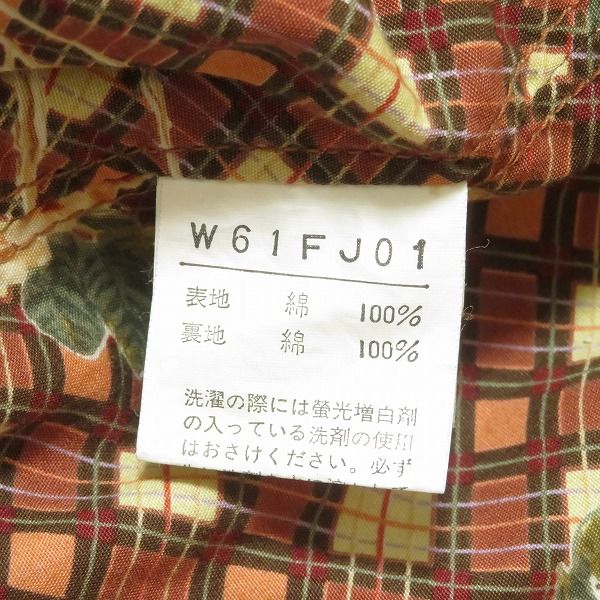 W61FJ01
表地 綿 100%
裏地 綿 100%
洗濯の際には螢光増白剤
の入っている洗剤の使用
はおさけください。必ず